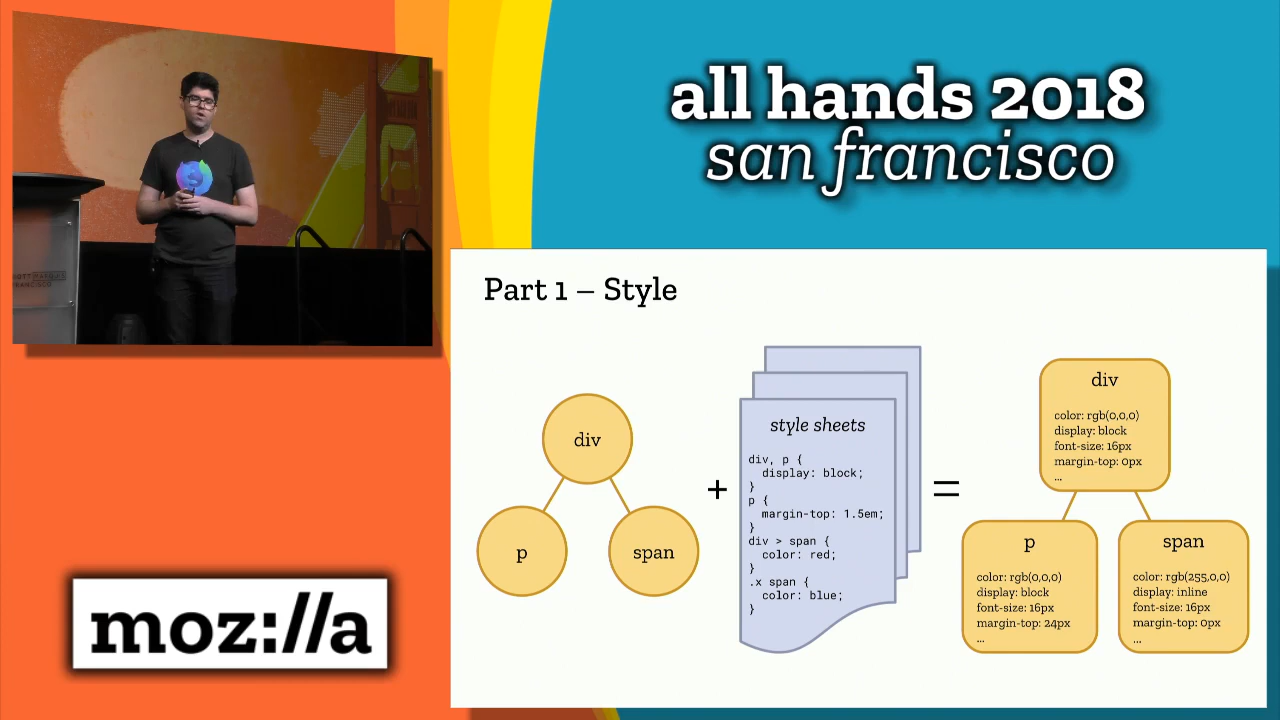 all hands 2018
san francisco
Part 1 – Style
div
p
span
+
style sheets
div, p {
display: block;
}
p {
margin-top: 1.5em;
}
div > span {
color: red;
}
.x span {
color: blue;
}
=
div
color: rgb(0,0,0)
display: block
font-size: 16px
margin-top: 0px
...
p
color: rgb(0,0,0)
display: block
font-size: 16px
margin-top: 24px
...
span
color: rgb(255,0,0)
display: inline
font-size: 16px
margin-top: 0px
...
moz://a